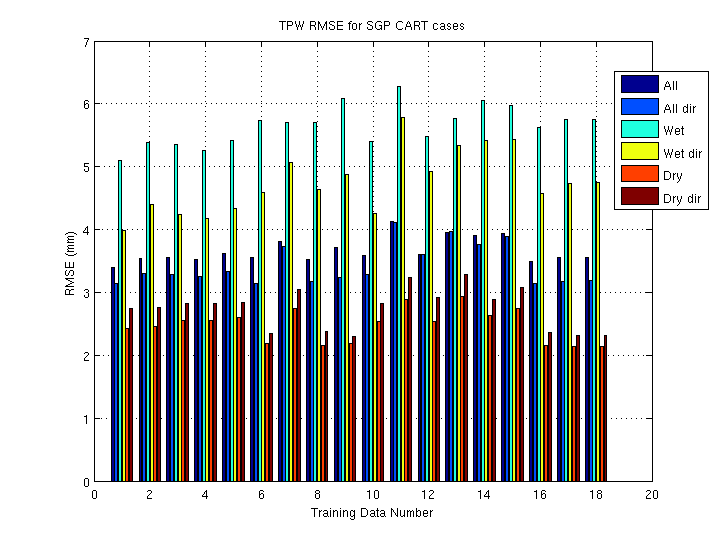 TPW RMSE for SGP CART cases
7
6
5
4
3
2
1
0
RMSE (mm)
0 2 4 6 8 10 12 14 16 18 20
Training Data Number
All
All dir
Wet
Wet dir
Dry
Dry dir